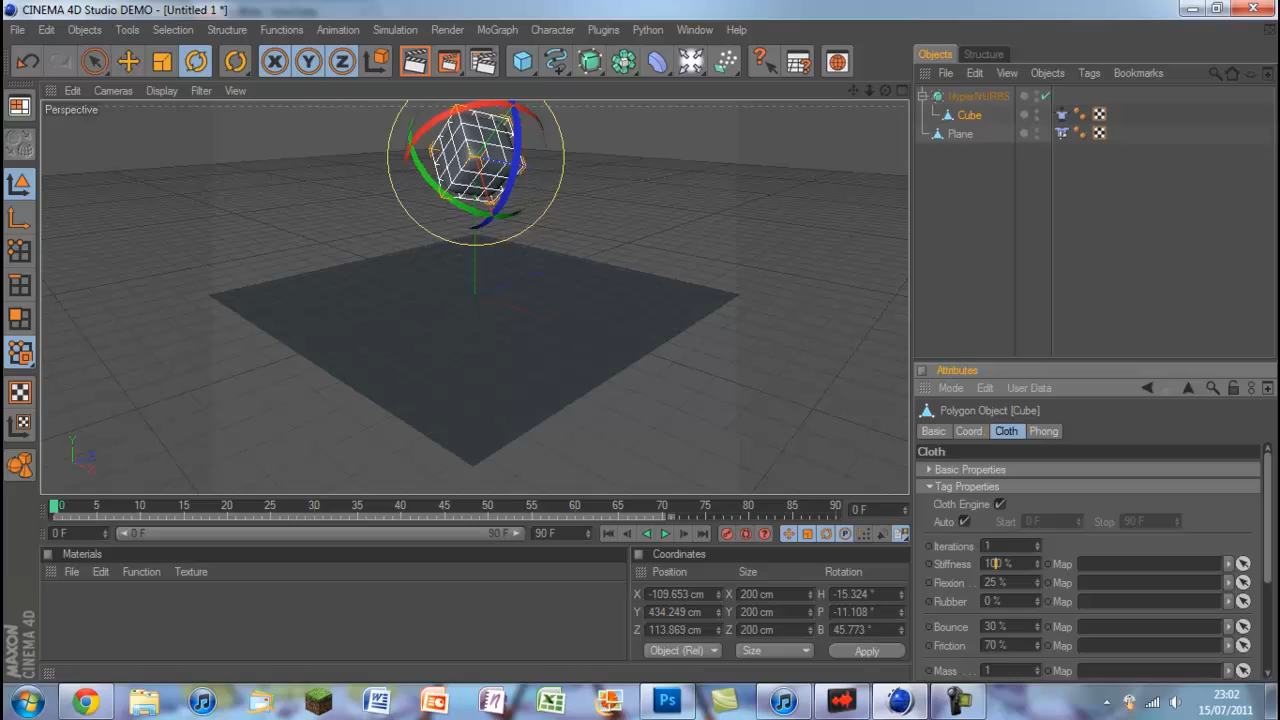 CINEMA 4D Studio DEMO - [Untitled 1 *]
File Edit Objects Tools Selection Structure Functions Animation Simulation Render MoGraph Character Plugins Python Window Help
X Y Z
Objects Structure
File Edit View Objects Tags Bookmarks
Edit Cameras Display Filter View
Perspective
HyperNURBS
Cube
Plane
Y
Z
X
Attributes
Mode Edit User Data
Polygon Object [Cube]
Basic Coord Cloth Phong
Cloth
Basic Properties
Tag Properties
Cloth Engine
Auto Start 0 F Stop 90 F
Iterations 1
Stiffness 100 % Map
Flexion 25 % Map
Rubber 0 % Map
Bounce 30 % Map
Friction 70 % Map
Mass 1 Map
0 5 10 15 20 25 30 35 40 45 50 55 60 65 70 75 80 85 90 0 F
0 F 0 F 90 F 90 F
Materials
File Edit Function Texture
Coordinates
Position Size Rotation
X -109.653 cm X 200 cm H -15.324 °
Y 434.249 cm Y 200 cm P -11.108 °
Z 113.869 cm Z 200 cm B 45.773 °
Object (Rel) Size Apply
MAXON
CINEMA 4D
Ps
23:02
15/07/2011